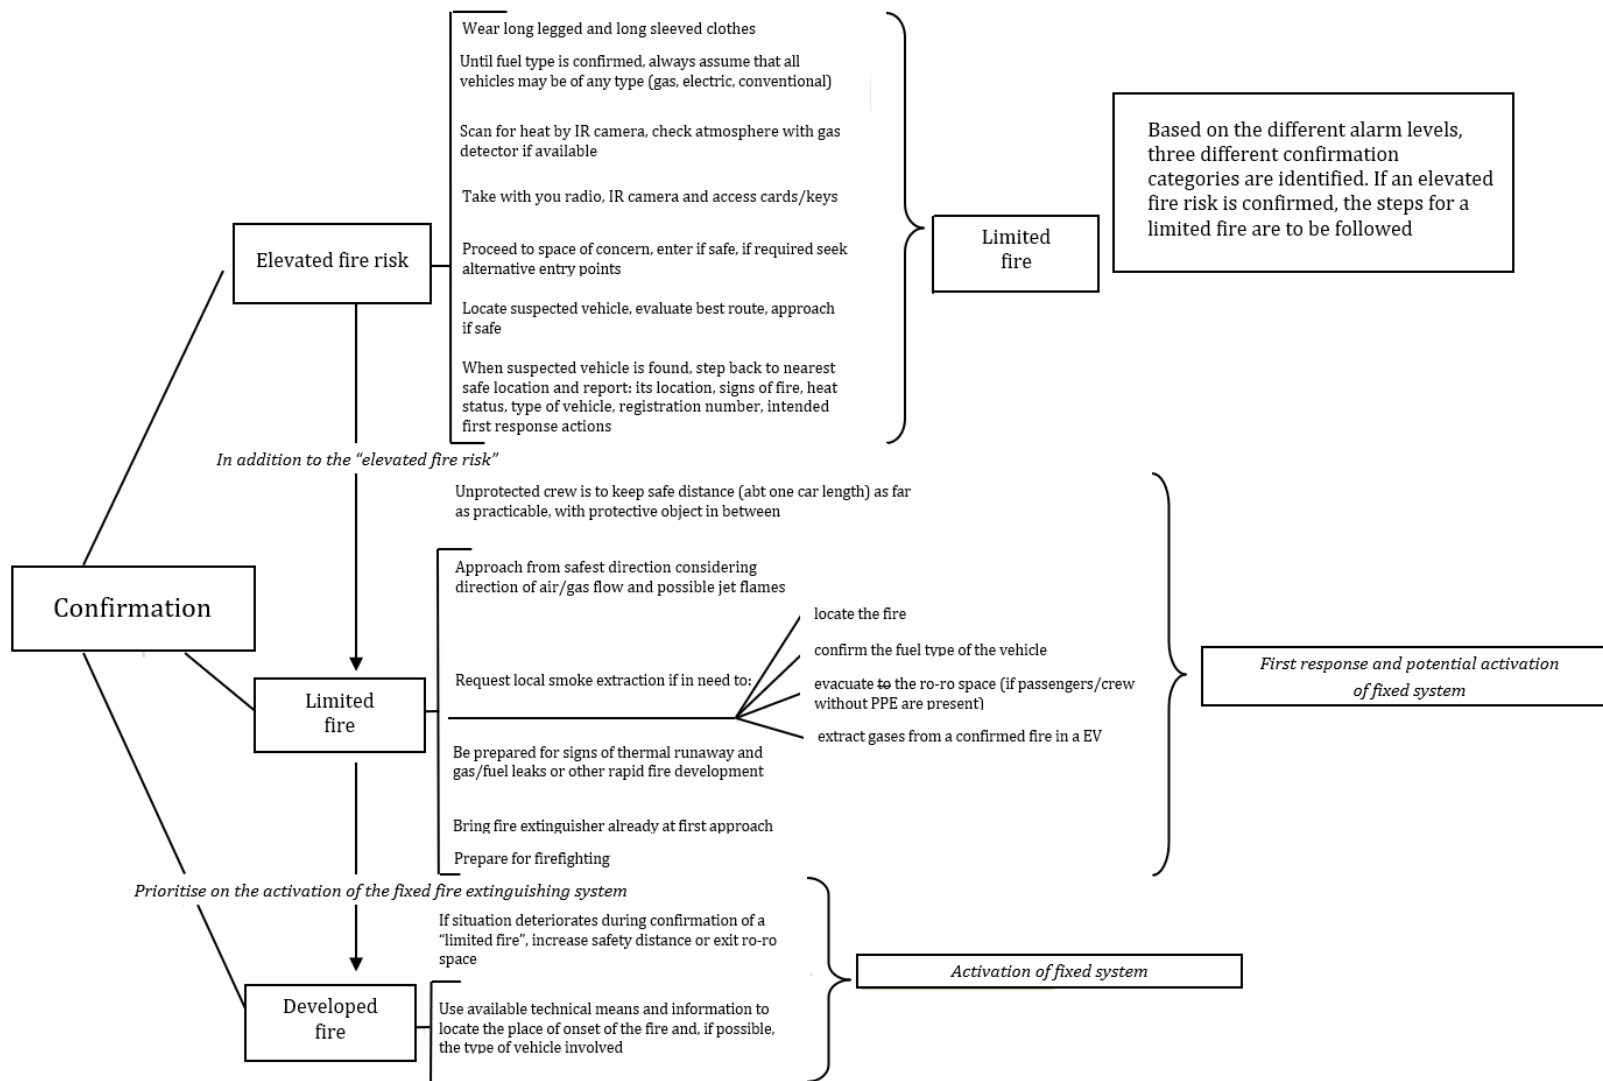 Wear long legged and long sleeved clothes
Until fuel type is confirmed, always assume that all
vehicles may be of any type (gas, electric, conventional)
Scan for heat by IR camera, check atmosphere with gas
detector if available
Take with you radio, IR camera and access cards/keys
Proceed to space of concern, enter if safe, if required seek
alternative entry points
Locate suspected vehicle, evaluate best route, approach
if safe
When suspected vehicle is found, step back to nearest
safe location and report: its location, signs of fire, heat
status, type of vehicle, registration number, intended
first response actions
Elevated fire risk
Limited
fire
Based on the different alarm levels,
three different confirmation
categories are identified. If an elevated
fire risk is confirmed, the steps for a
limited fire are to be followed
In addition to the “elevated fire risk”
Unprotected crew is to keep safe distance (abt one car length) as far
as practicable, with protective object in between
Approach from safest direction considering
direction of air/gas flow and possible jet flames
Request local smoke extraction if in need to:
locate the fire
confirm the fuel type of the vehicle
evacuate to the ro-ro space (if passengers/crew
without PPE are present)
extract gases from a confirmed fire in a EV
Be prepared for signs of thermal runaway and
gas/fuel leaks or other rapid fire development
Bring fire extinguisher already at first approach
Prepare for firefighting
Confirmation
Limited
fire
First response and potential activation
of fixed system
Prioritise on the activation of the fixed fire extinguishing system
If situation deteriorates during confirmation of a
“limited fire”, increase safety distance or exit ro-ro
space
Use available technical means and information to
locate the place of onset of the fire and, if possible,
the type of vehicle involved
Developed
fire
Activation of fixed system